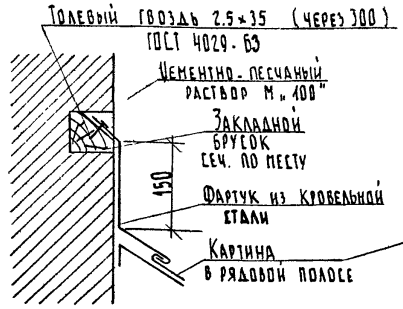 Толевый гвоздь 2.5×35 (через 300)
ГОСТ 4029-63
Цементно-песчаный
раствор М „100"
Закладной
брусок
сеч. по месту
150
Фартук из кровельной
стали
Картина
в рядовой полосе